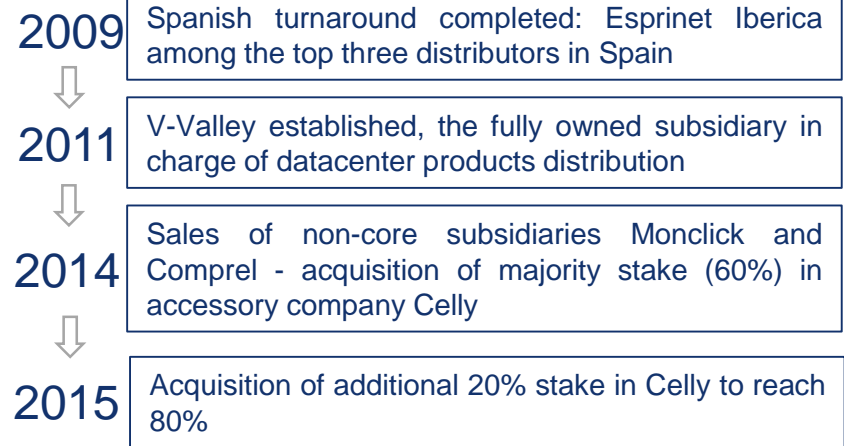 2009
Spanish turnaround completed: Esprinet Iberica
among the top three distributors in Spain
2011
V-Valley established, the fully owned subsidiary in
charge of datacenter products distribution
2014
Sales of non-core subsidiaries Monclick and
Comprel - acquisition of majority stake (60%) in
accessory company Celly
2015
Acquisition of additional 20% stake in Celly to reach
80%